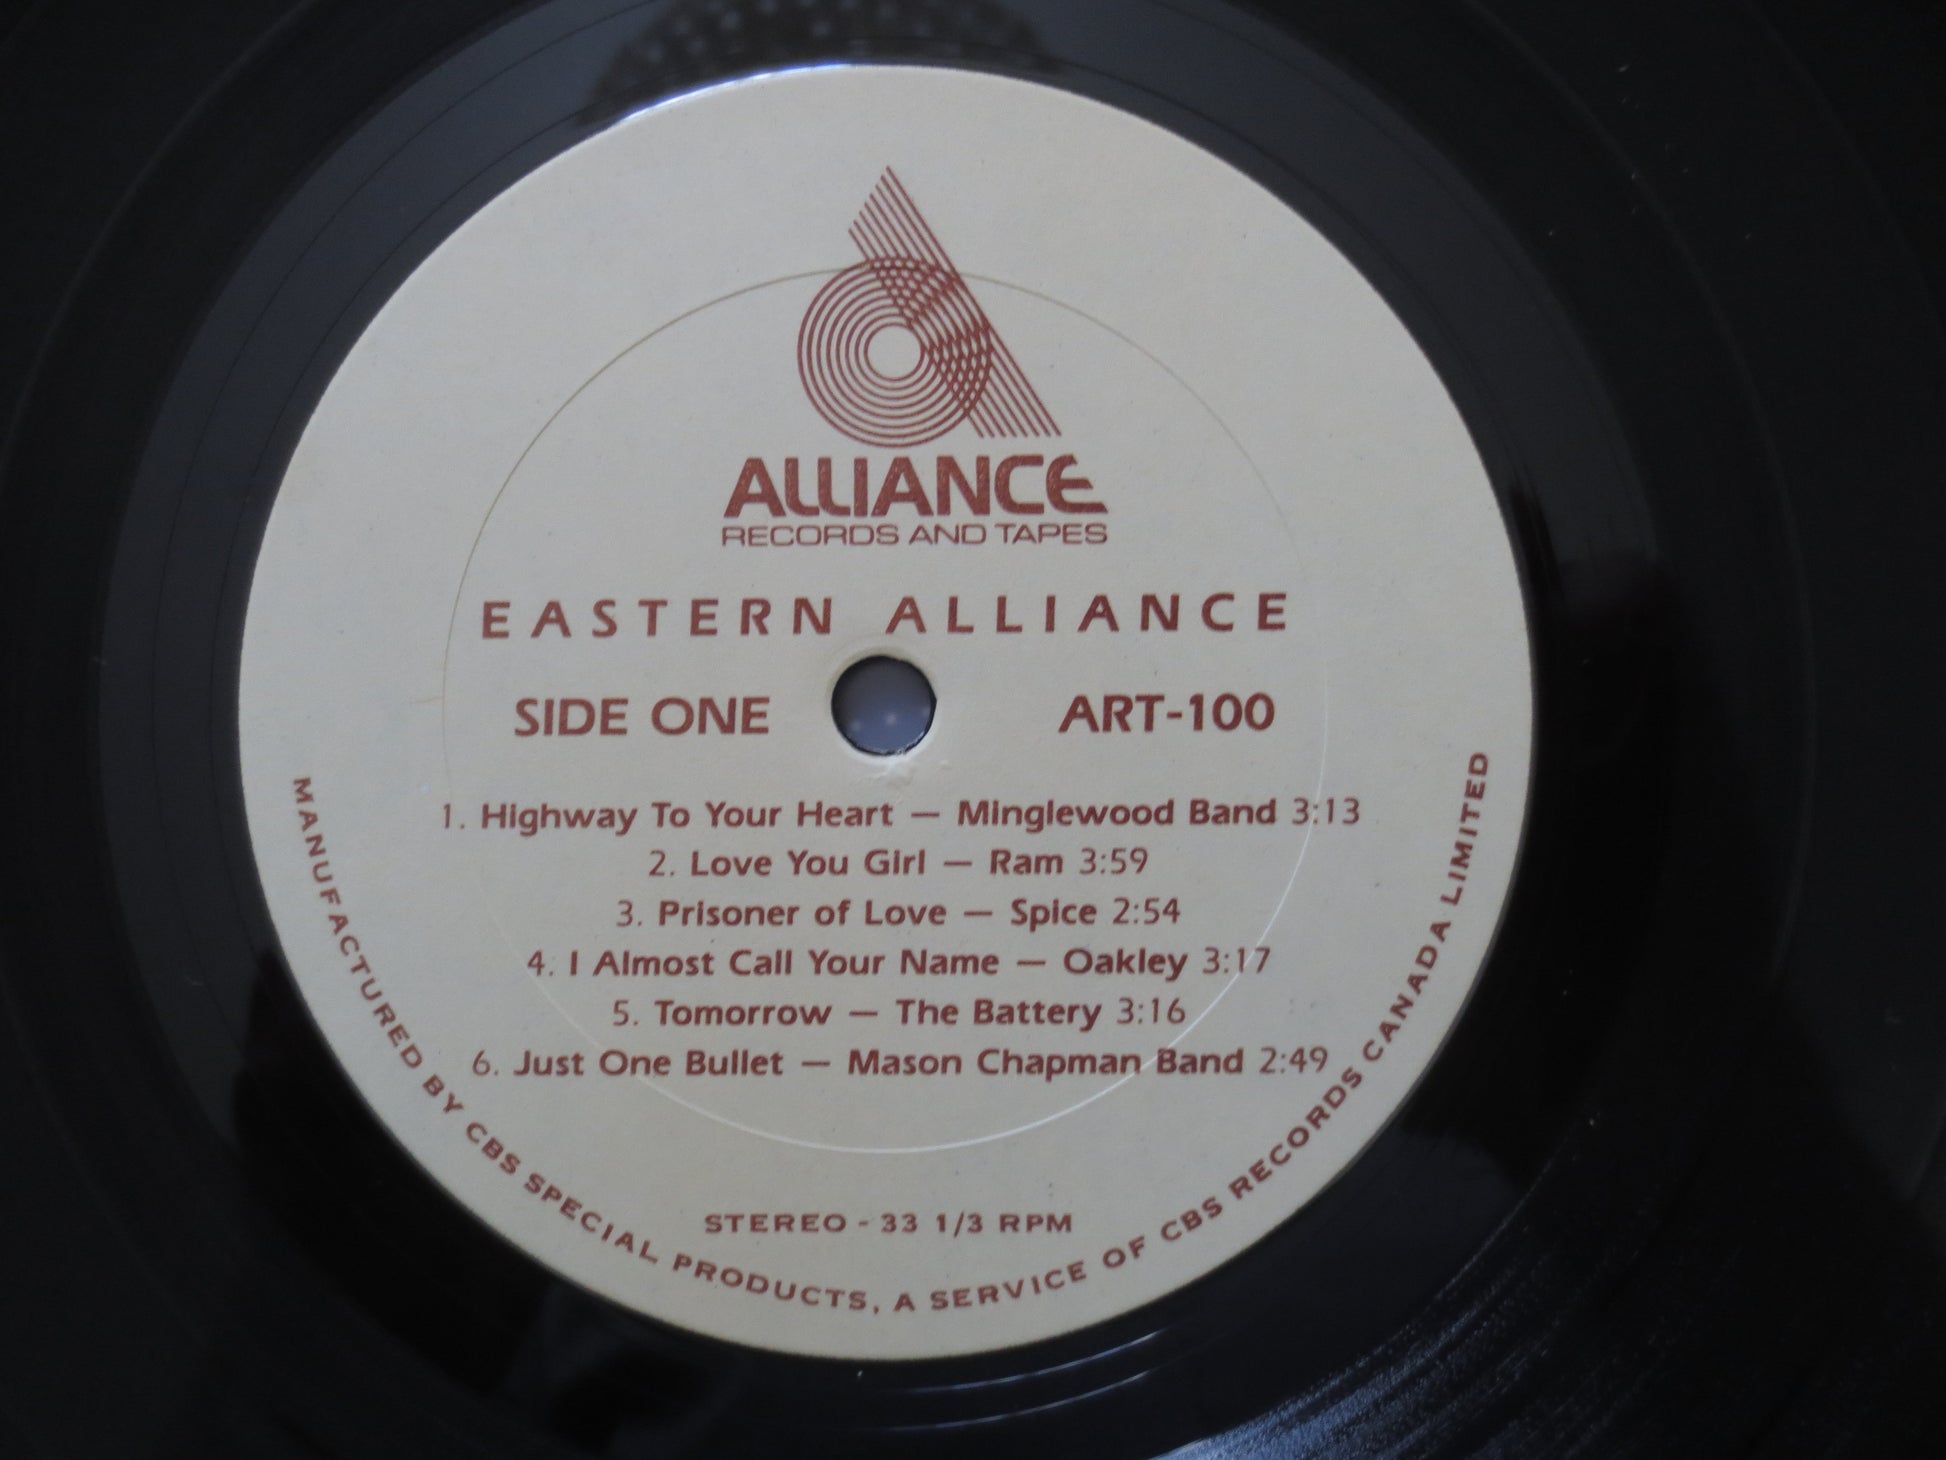 ALLIANCE
RECORDS AND TAPES
EASTERN ALLIANCE
SIDE ONE ART-100
1. Highway To Your Heart — Minglewood Band 3:13
2. Love You Girl — Ram 3:59
3. Prisoner of Love — Spice 2:54
4. I Almost Call Your Name — Oakley 3:17
5. Tomorrow — The Battery 3:16
6. Just One Bullet — Mason Chapman Band 2:49
STEREO - 33 1/3 RPM
MANUFACTURED BY CBS SPECIAL PRODUCTS, A SERVICE OF CBS RECORDS CANADA LIMITED